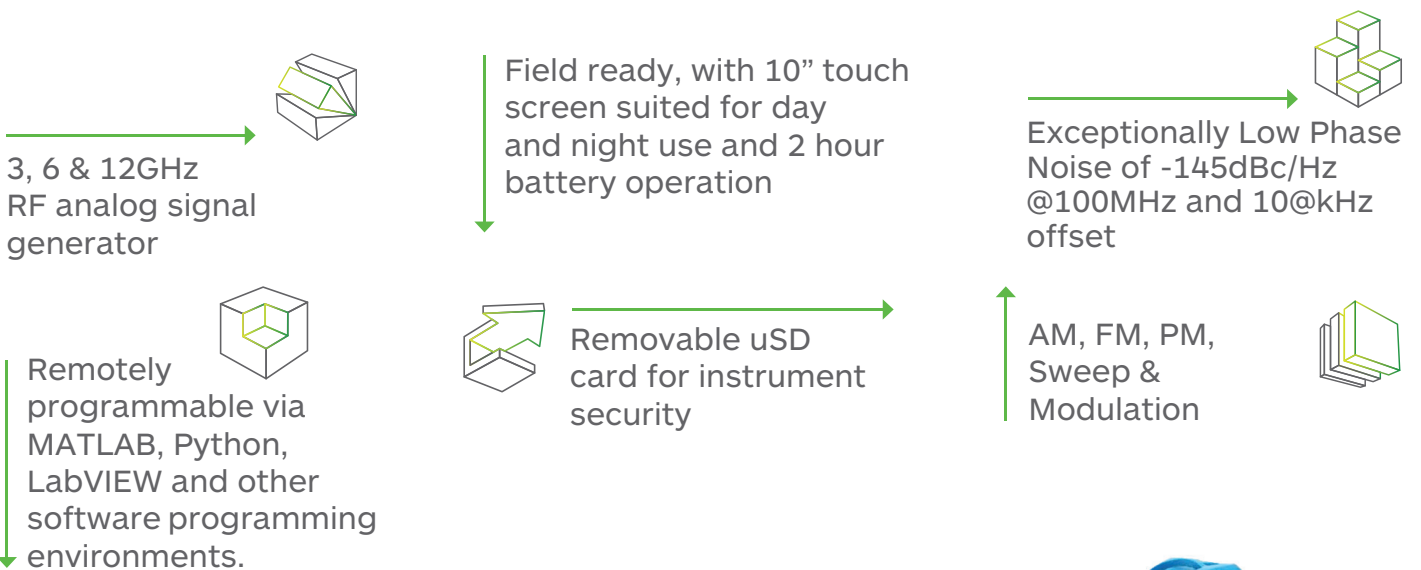 3, 6 & 12GHz
RF analog signal
generator
Field ready, with 10” touch
screen suited for day
and night use and 2 hour
battery operation
Exceptionally Low Phase
Noise of -145dBc/Hz
@100MHz and 10@kHz
offset
Remotely
programmable via
MATLAB, Python,
LabVIEW and other
software programming
environments.
Removable uSD
card for instrument
security
AM, FM, PM,
Sweep &
Modulation